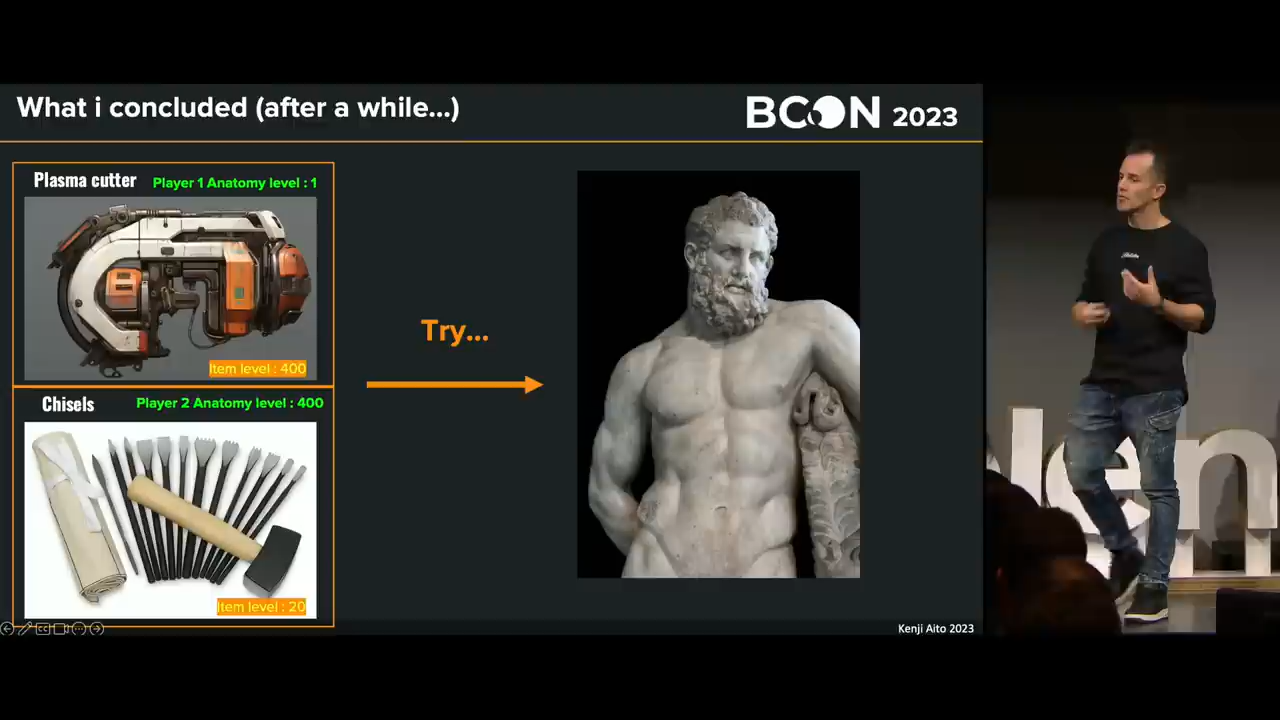 What i concluded (after a while...)
BCON 2023
Plasma cutter
Player 1 Anatomy level : 1
Item level : 400
Try...
Chisels
Player 2 Anatomy level : 400
Item level : 20
Kenji Aito 2023
len